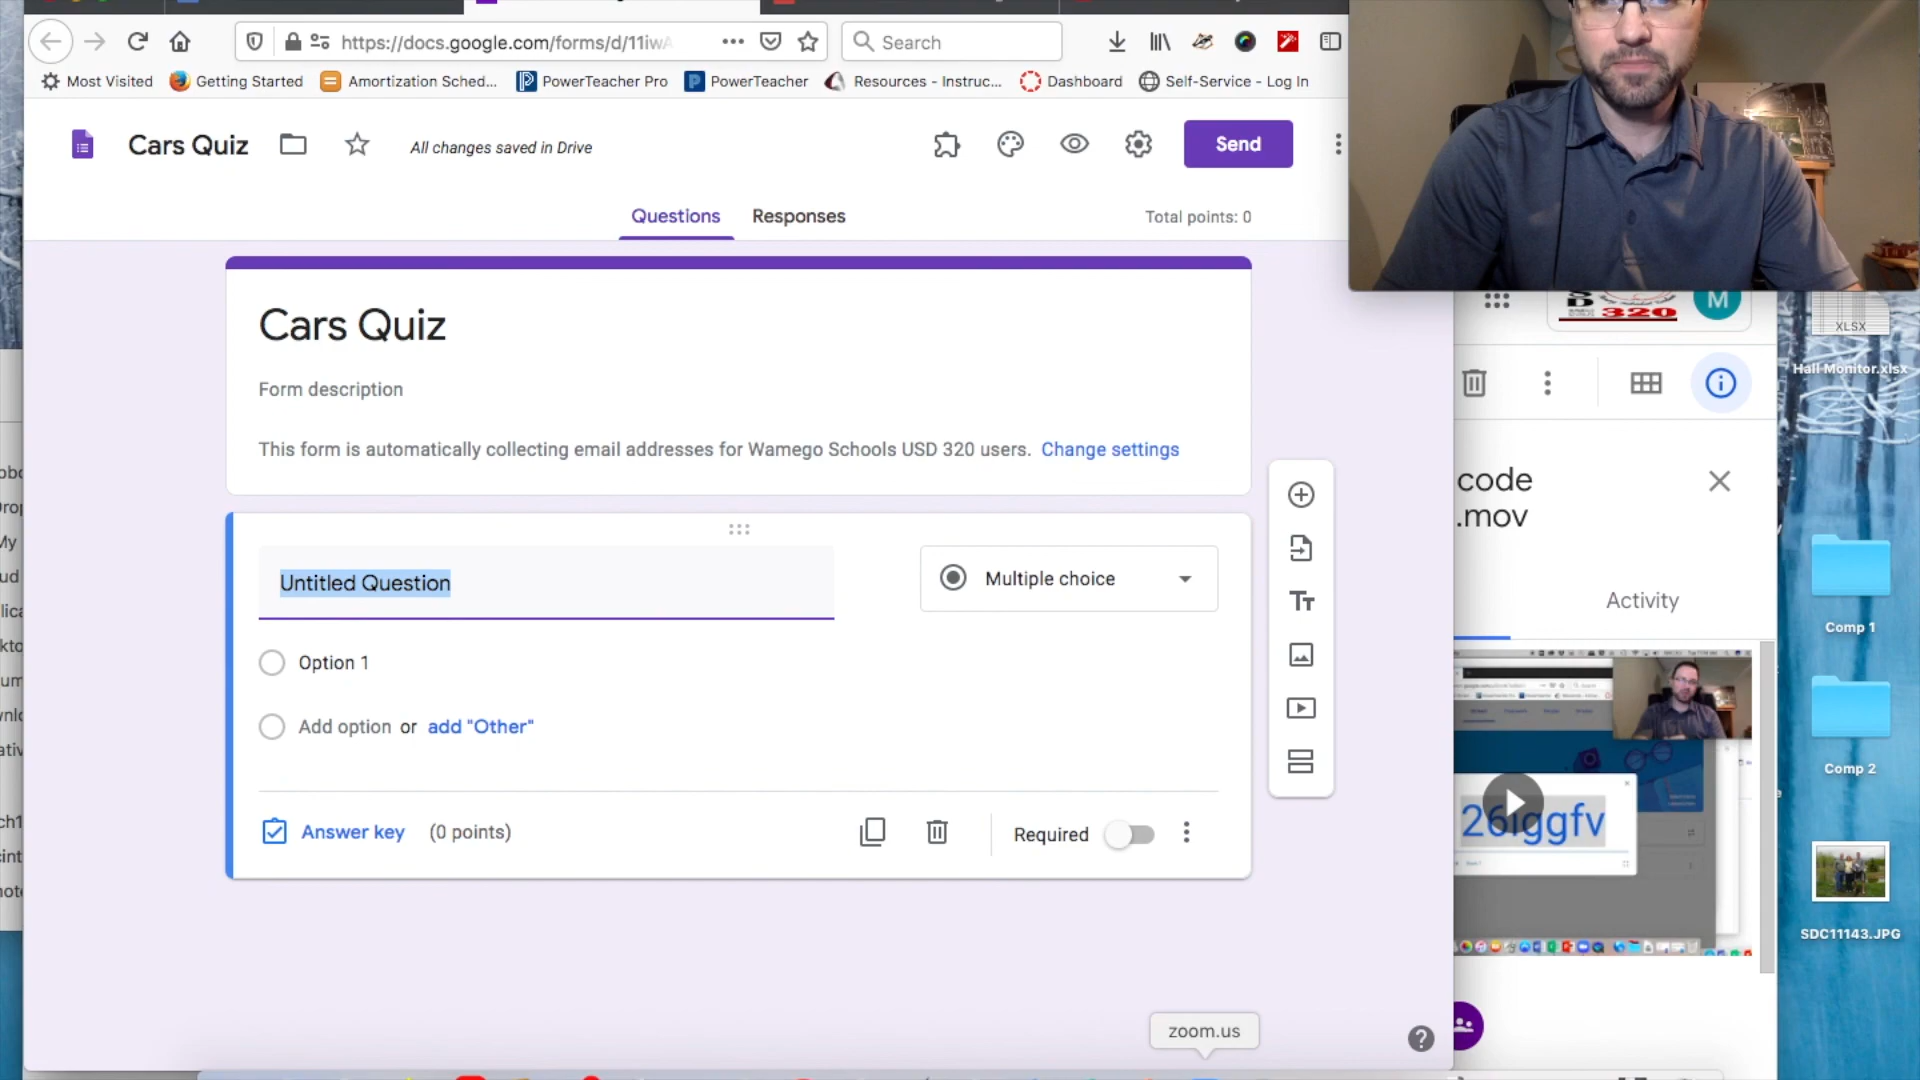 https://docs.google.com/forms/d/11iwA
Search
Most Visited
Getting Started
Amortization Sched...
PowerTeacher Pro
PowerTeacher
Resources - Instruc...
Dashboard
Self-Service - Log In
Cars Quiz
All changes saved in Drive
Send
Questions
Responses
Total points: 0
Cars Quiz
Form description
This form is automatically collecting email addresses for Wamego Schools USD 320 users. Change settings
Untitled Question
Multiple choice
Option 1
Add option or add "Other"
Answer key (0 points)
Required
zoom.us
320
M
XLSX
Hall Monitor.xlsx
code
.mov
Activity
26iggfv
Comp 1
Comp 2
SDC11143.JPG